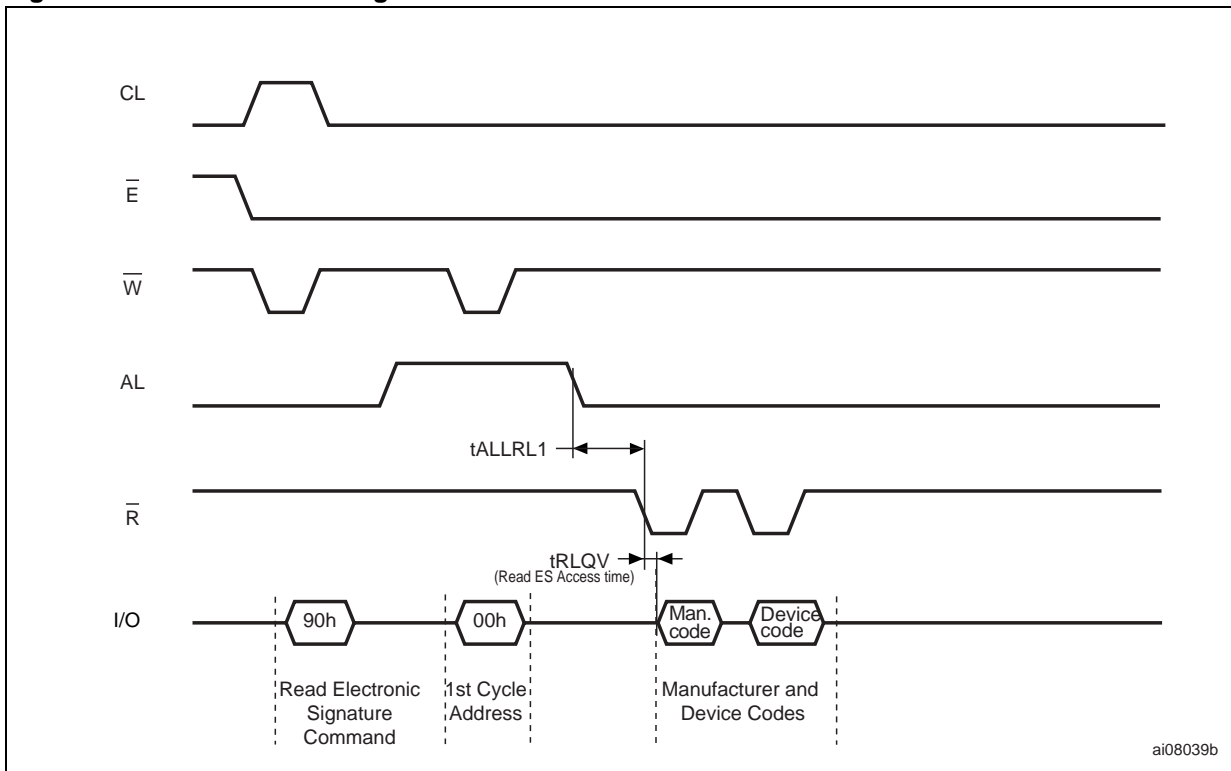 CL
E
W
AL
tALLRL1
R
tRLQV
(Read ES Access time)
I/O
90h
00h
Man.
code
Device
code
Read Electronic
Signature
Command
1st Cycle
Address
Manufacturer and
Device Codes
ai08039b